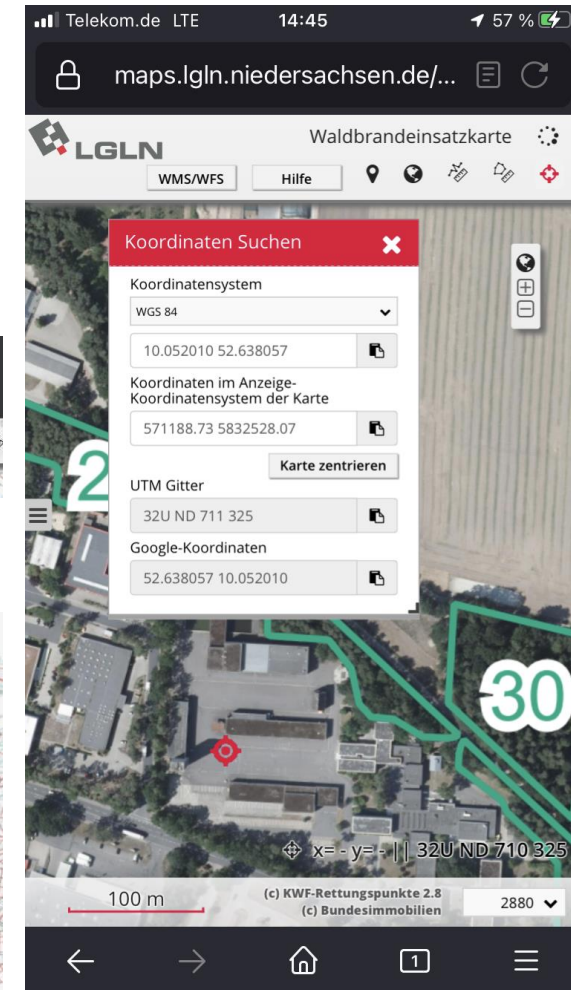 Telekom.de LTE 14:45 57 %
maps.lgln.niedersachsen.de/...
LGLN Waldbrandeinsatzkarte
WMS/WFS Hilfe
Koordinaten Suchen
Koordinatensystem
WGS 84
10.052010 52.638057
Koordinaten im Anzeige-
Koordinatensystem der Karte
571188.73 5832528.07
Karte zentrieren
UTM Gitter
32U ND 711 325
Google-Koordinaten
52.638057 10.052010
2
30
x= - y= - || 32U ND 710 325
100 m
(c) KWF-Rettungspunkte 2.8
(c) Bundesimmobilien
2880
1